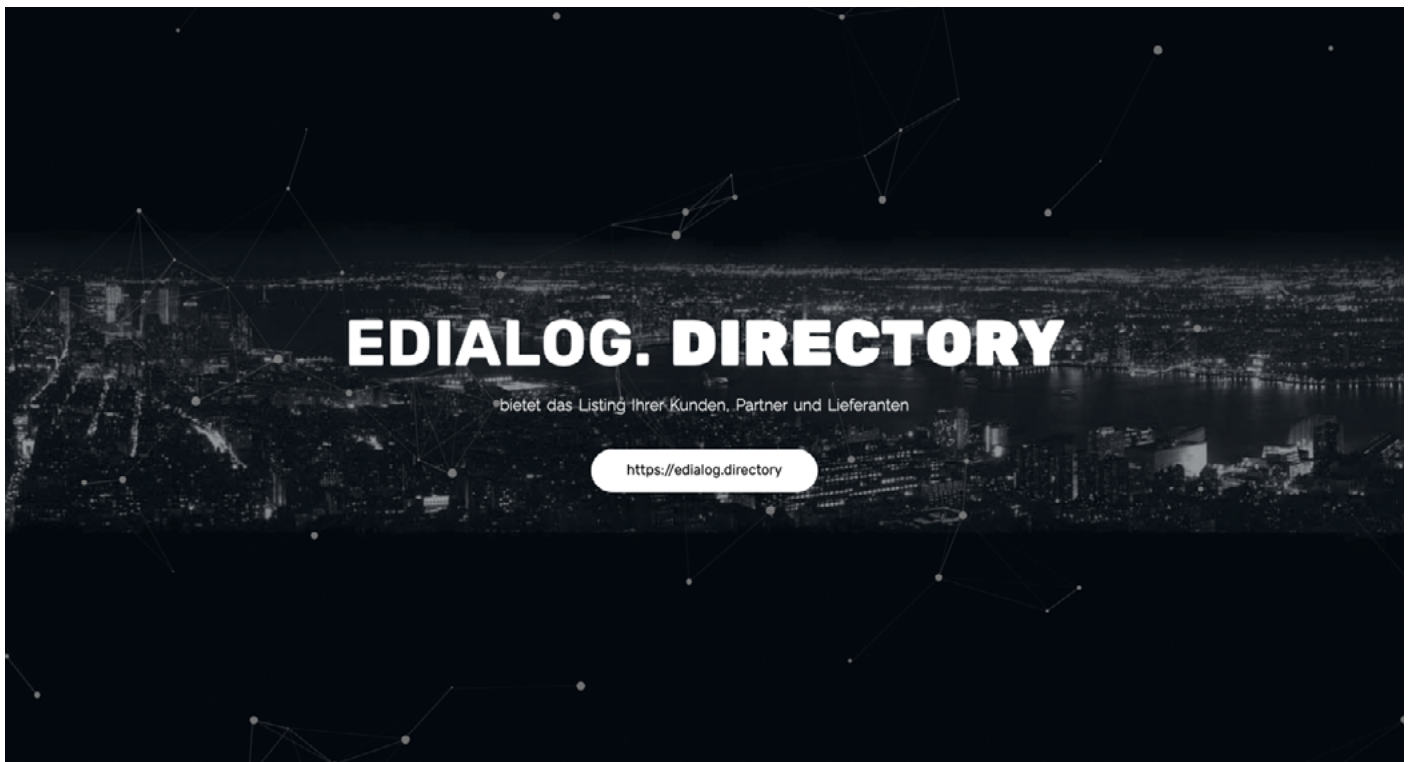 EDIALOG. DIRECTORY
bietet das Listing Ihrer Kunden, Partner und Lieferanten
https://edialog.directory